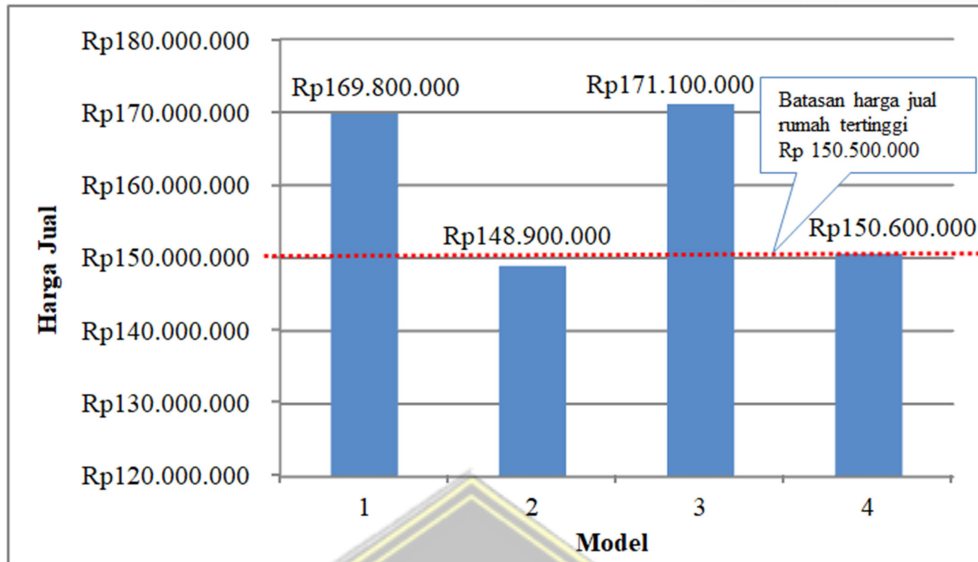 Rp180.000.000
Rp170.000.000
Rp160.000.000
Rp150.000.000
Rp140.000.000
Rp130.000.000
Rp120.000.000
Harga Jual
Rp169.800.000
Rp148.900.000
Rp171.100.000
Rp150.600.000
Batasan harga jual
rumah tertinggi
Rp 150.500.000
1 2 3 4
Model